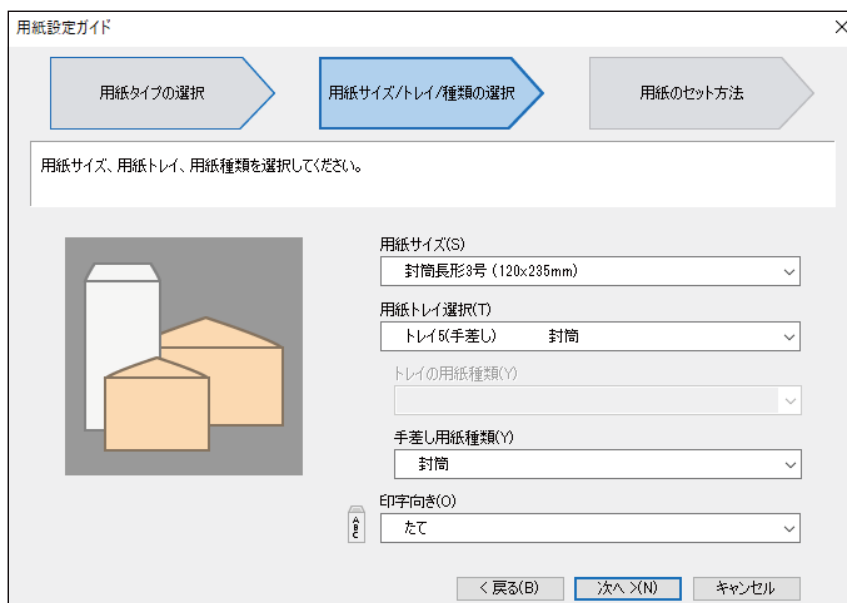 用紙設定ガイド
用紙タイプの選択
用紙サイズ/トレイ/種類の選択
用紙のセット方法
用紙サイズ、用紙トレイ、用紙種類を選択してください。
用紙サイズ(S)
封筒長形3号 (120x235mm)
用紙トレイ選択(T)
トレイ5(手差し) 封筒
トレイの用紙種類(Y)
手差し用紙種類(Y)
封筒
印字向き(O)
ABC
たて
< 戻る(B)
次へ >(N)
キャンセル